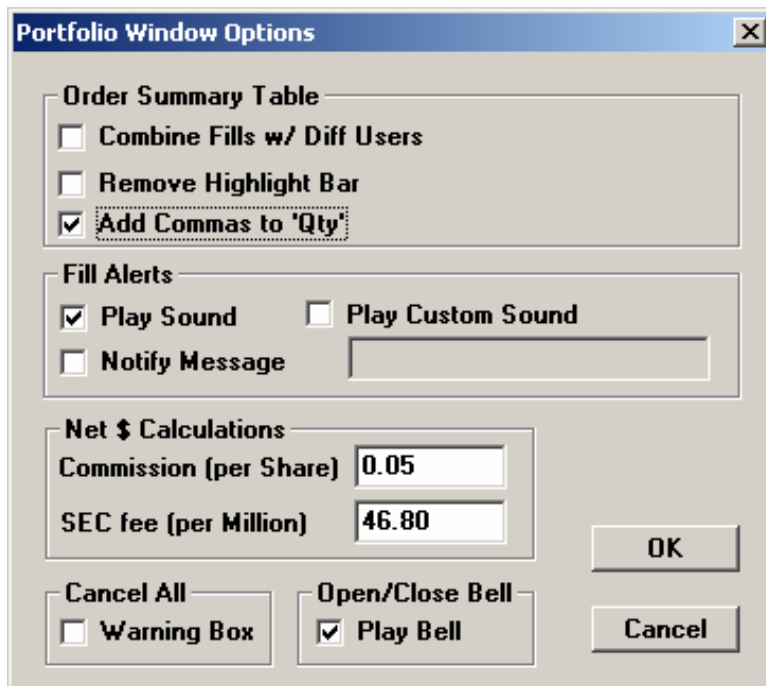 Portfolio Window Options
Order Summary Table
Combine Fills w/ Diff Users
Remove Highlight Bar
Add Commas to 'Qty'
Fill Alerts
Play Sound Play Custom Sound
Notify Message
Net $ Calculations
Commission (per Share) 0.05
SEC fee (per Million) 46.80
OK
Cancel All Open/Close Bell
Warning Box Play Bell Cancel